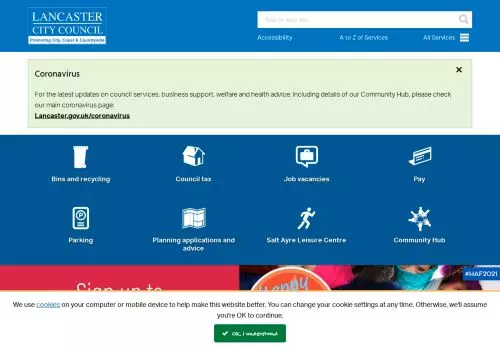 LANCASTER
CITY COUNCIL
Promoting City, Coast & Countryside
Search web site
Accessibility
A to Z of Services
All Services
Coronavirus
For the latest updates on council services, business support, welfare and health advice, including details of our Community Hub, please check
our main coronavirus page:
Lancaster.gov.uk/coronavirus
Bins and recycling
Council tax
Job vacancies
Pay
Parking
Planning applications and
advice
Salt Ayre Leisure Centre
Community Hub
#HAF2021
Sign up to
Happy
We use cookies on your computer or mobile device to help make this website better. You can change your cookie settings at any time. Otherwise, we'll assume
you're OK to continue.
OK, I understand